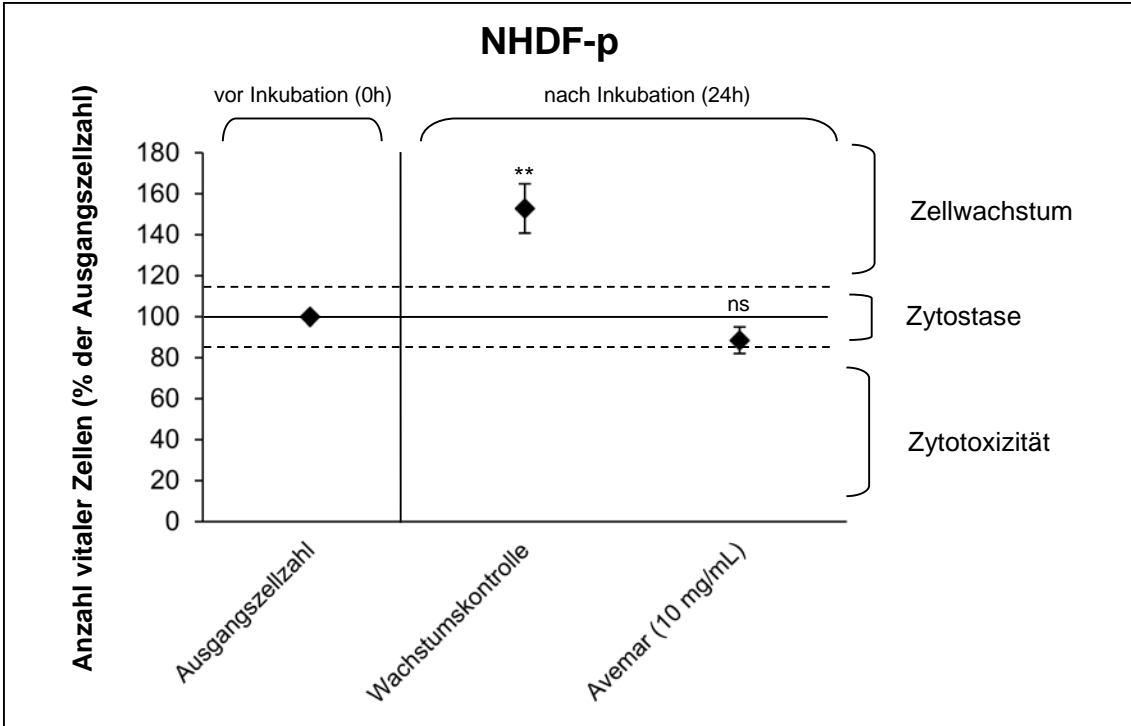 NHDF-p
vor Inkubation (0h)
nach Inkubation (24h)
Anzahl vitaler Zellen (% der Ausgangszellzahl)
180
160
140
120
100
80
60
40
20
0
**
ns
Zellwachstum
Zytostase
Zytotoxizität
Ausgangszellzahl
Wachstumskontrolle
Avemar (10 mg/mL)